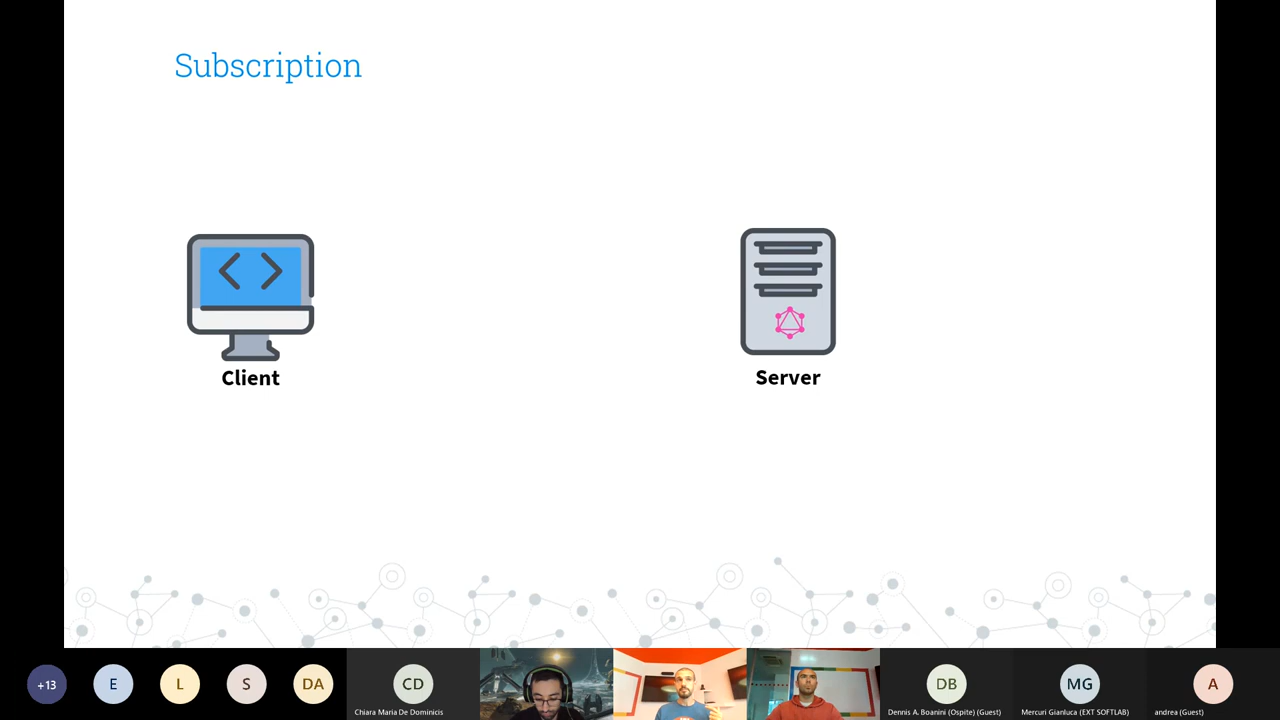 Subscription
Client
Server
+13
E
L
S
DA
CD
DB
MG
A
Chiara Maria De Dominicis
Dennis A. Boanini (Ospite) (Guest)
Mercuri Gianluca (EXT SOFTLAB)
andrea (Guest)